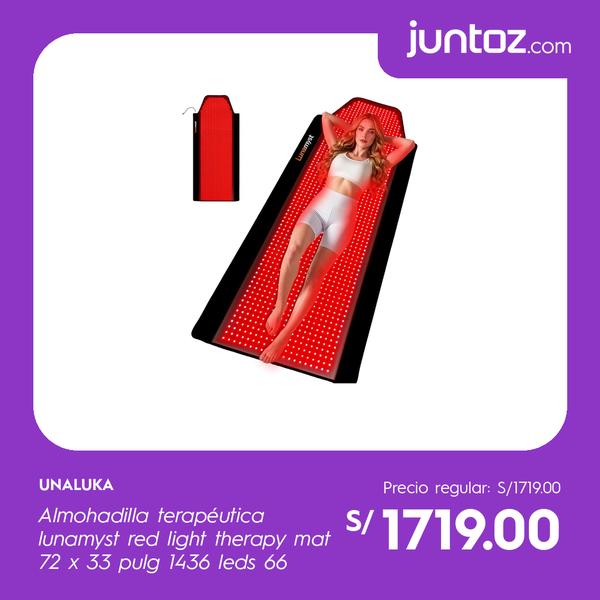 juntoz.com
Lunamyst
UNALUKA
Almohadilla terapéutica
lunamyst red light therapy mat
72 x 33 pulg 1436 leds 66
Precio regular: S/1719.00
S/ 1719.00